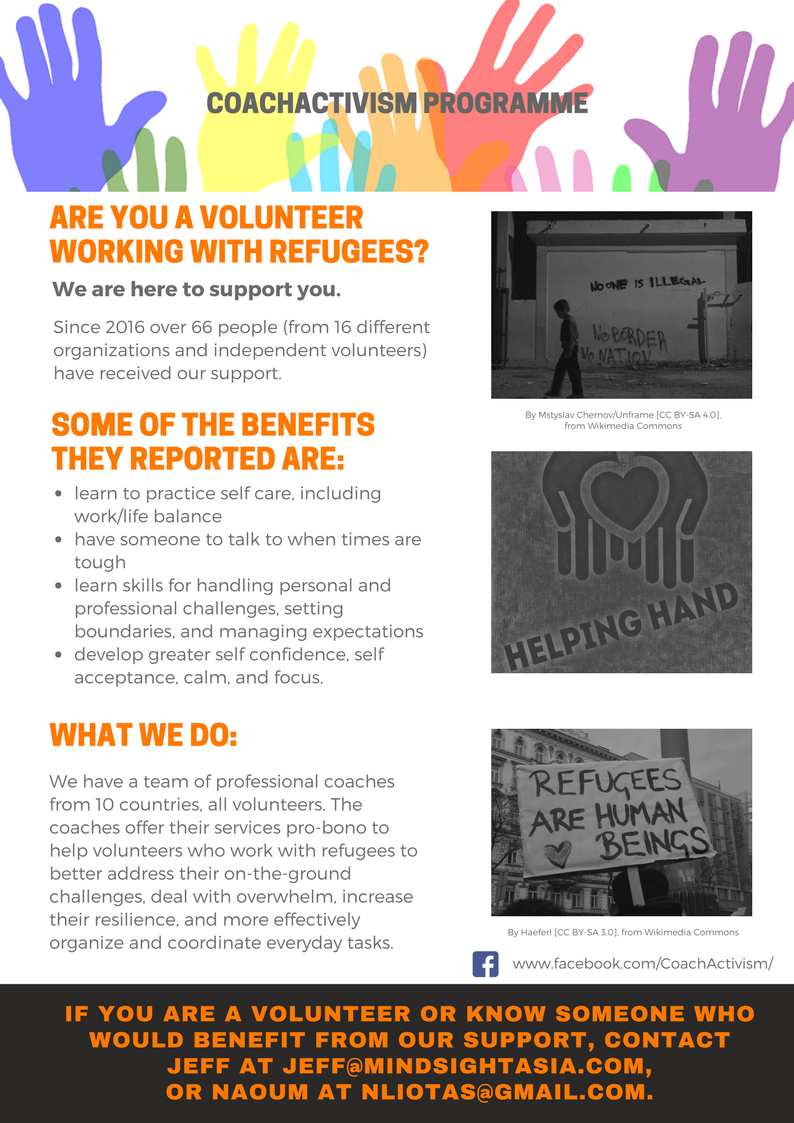 COACHACTIVISM PROGRAMME
ARE YOU A VOLUNTEER
WORKING WITH REFUGEES?
We are here to support you.
Since 2016 over 66 people (from 16 different
organizations and independent volunteers)
have received our support.
SOME OF THE BENEFITS
THEY REPORTED ARE:
• learn to practice self care, including
work/life balance
• have someone to talk to when times are
tough
• learn skills for handling personal and
professional challenges, setting
boundaries, and managing expectations
• develop greater self confidence, self
acceptance, calm, and focus.
WHAT WE DO:
We have a team of professional coaches
from 10 countries, all volunteers. The
coaches offer their services pro-bono to
help volunteers who work with refugees to
better address their on-the-ground
challenges, deal with overwhelm, increase
their resilience, and more effectively
organize and coordinate everyday tasks.
NO ONE IS ILLEGAL
NO BORDER
NO NATION
By Mstyslav Chernov/Unframe [CC BY-SA 4.0],
from Wikimedia Commons
HELPING HAND
REFUGEES
ARE HUMAN
BEINGS
By Haeferl [CC BY-SA 3.0], from Wikimedia Commons
f
www.facebook.com/CoachActivism/
IF YOU ARE A VOLUNTEER OR KNOW SOMEONE WHO
WOULD BENEFIT FROM OUR SUPPORT, CONTACT
JEFF AT JEFF@MINDSIGHTASIA.COM,
OR NAOUM AT NLIOTAS@GMAIL.COM.